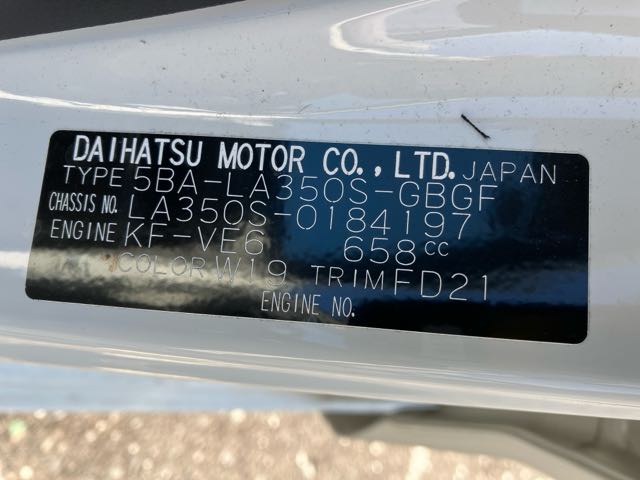 DAIHATSU MOTOR CO., LTD. JAPAN
TYPE 5BA-LA350S-GBGF
CHASSIS NO. LA350S-0184197
ENGINE KF-VE6 658cc
COLOR W19 TRIM FD21
ENGINE NO.